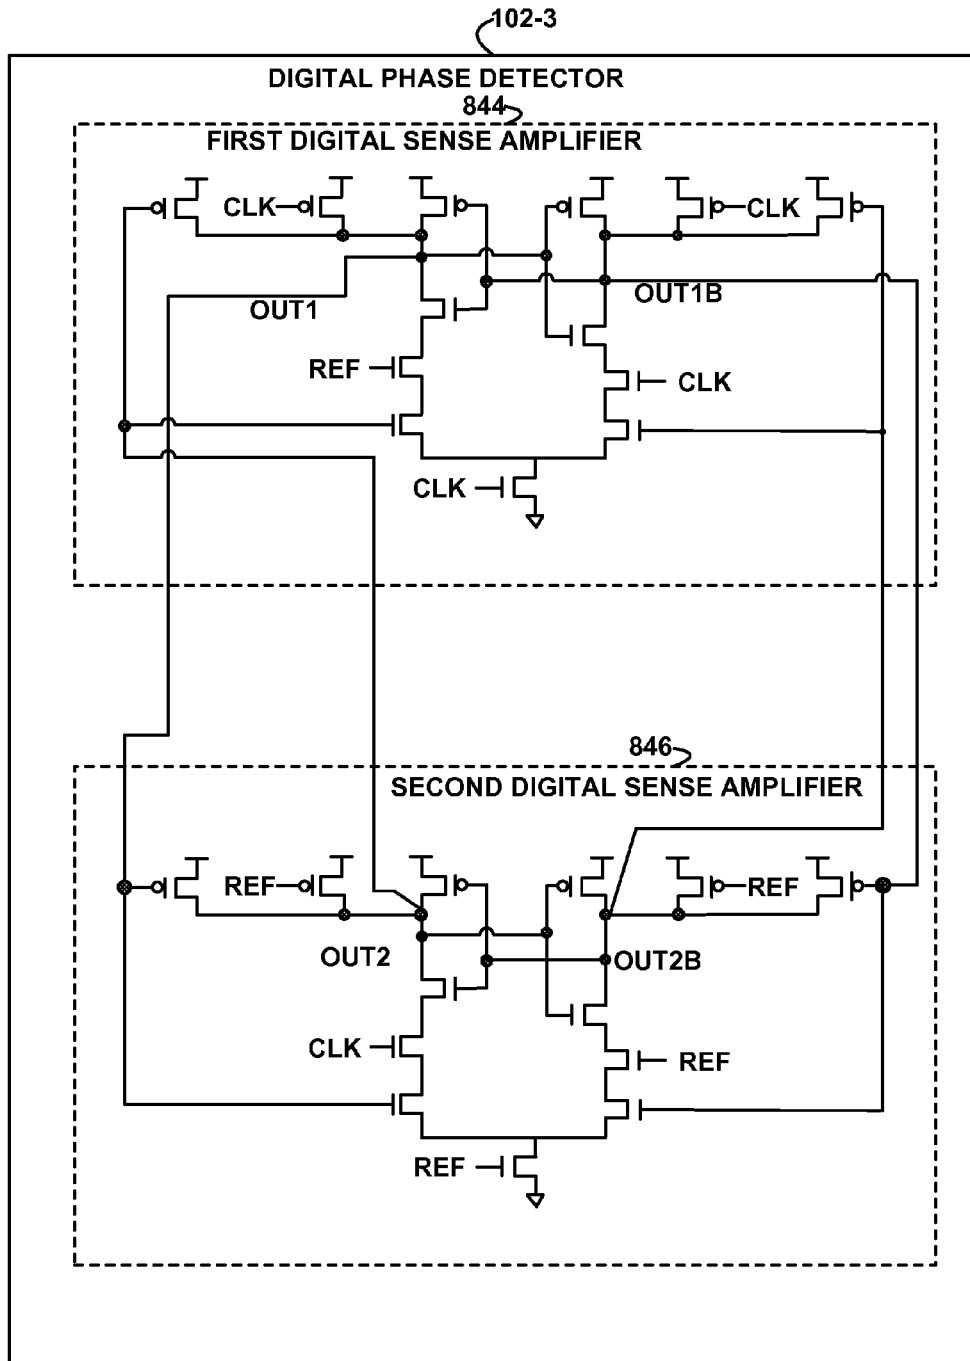 102-3
DIGITAL PHASE DETECTOR
844
FIRST DIGITAL SENSE AMPLIFIER
CLK
CLK
OUT1
OUT1B
REF
CLK
CLK
846
SECOND DIGITAL SENSE AMPLIFIER
REF
REF
OUT2
OUT2B
CLK
REF
REF